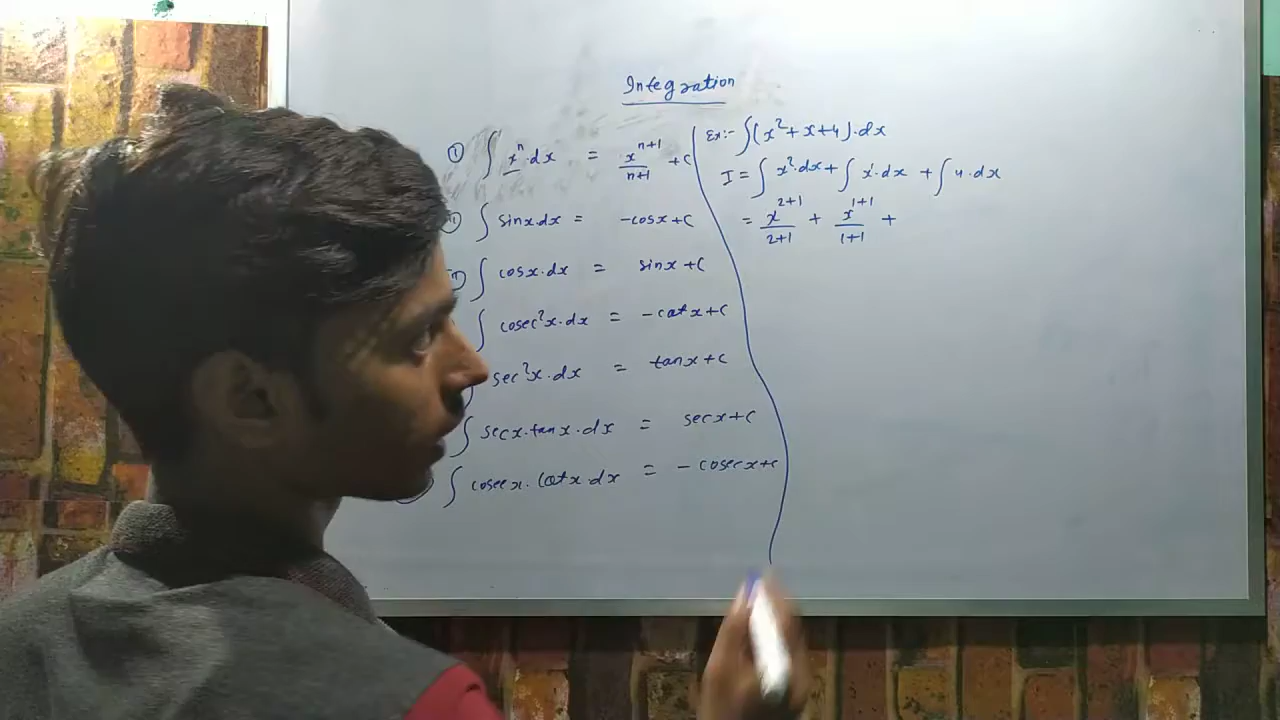 Integration
① ∫ xⁿ.dx = xⁿ⁺¹/n+1 + C
∫ sinx.dx = -cosx+C
∫ cosx.dx = sinx+C
∫ cosec²x.dx = -cotx+C
sec²x.dx = tanx+C
∫ secx.tanx.dx = secx+C
∫ cosecx.cotx.dx = -cosecx+c
Ex:- ∫(x²+x+4).dx
I = ∫ x².dx + ∫ x¹.dx + ∫ 4.dx
= x²⁺¹/2+1 + x¹⁺¹/1+1 +